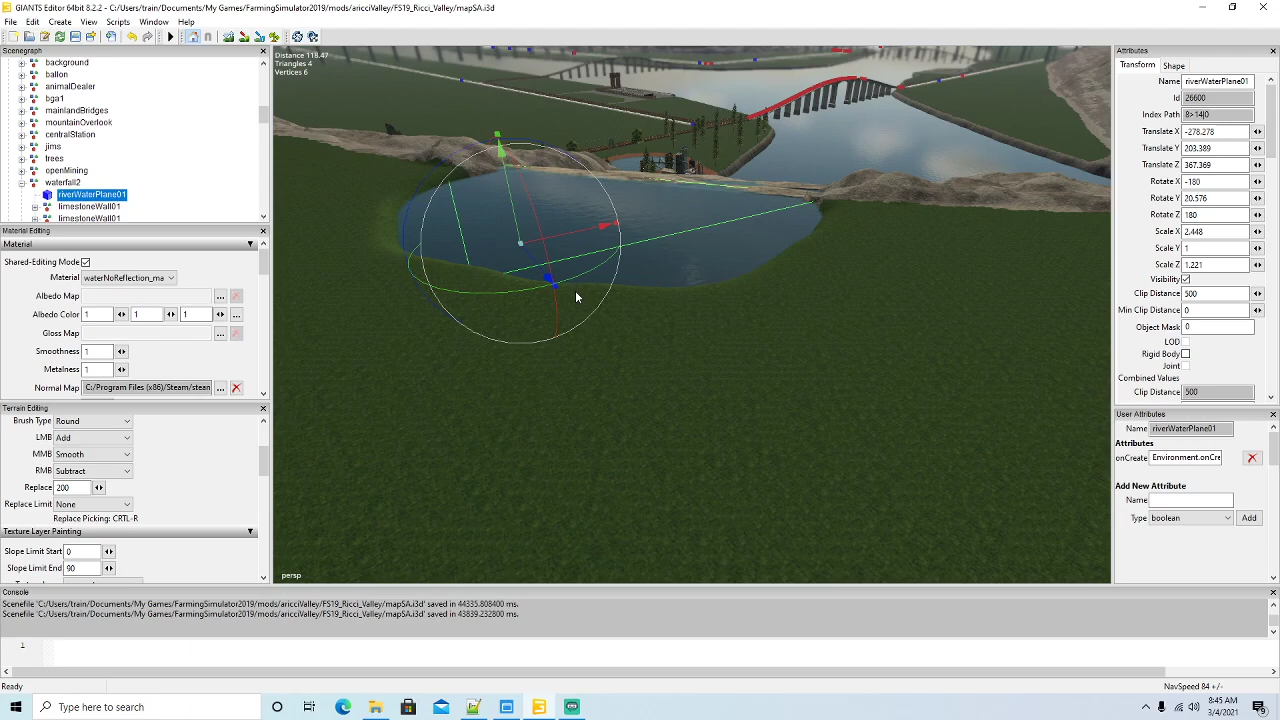 GIANTS Editor 64bit 8.2.2 - C:/Users/train/Documents/My Games/FarmingSimulator2019/mods/aricciValley/FS19_Ricci_Valley/mapSA.i3d
File Edit Create View Scripts Window Help
Scenegraph
background
ballon
animalDealer
bga1
mainlandBridges
mountainOverlook
centralStation
jims
trees
openMining
waterfall2
riverWaterPlane01
limestoneWall01
limestoneWall01
Material Editing
Material
Shared-Editing Mode
Material waterNoReflection_ma
Albedo Map
Albedo Color 1 1 1
Gloss Map
Smoothness 1
Metalness 1
Normal Map C:/Program Files (x86)/Steam/stean
Terrain Editing
Brush Type Round
LMB Add
MMB Smooth
RMB Subtract
Replace 200
Replace Limit None
Replace Picking: CRTL-R
Texture Layer Painting
Slope Limit Start 0
Slope Limit End 90
Distance 118.47
Triangles 4
Vertices 6
persp
Attributes
Transform Shape
Name riverWaterPlane01
Id 26600
Index Path 8>14|0
Translate X -278.278
Translate Y 203.389
Translate Z 367.369
Rotate X -180
Rotate Y 20.576
Rotate Z 180
Scale X 2.448
Scale Y 1
Scale Z 1.221
Visibility
Clip Distance 500
Min Clip Distance 0
Object Mask 0
LOD
Rigid Body
Joint
Combined Values
Clip Distance 500
User Attributes
Name riverWaterPlane01
Attributes
onCreate Environment.onCre
Add New Attribute
Name
Type boolean Add
Console
Scenefile 'C:/Users/train/Documents/My Games/FarmingSimulator2019/mods/aricciValley/FS19_Ricci_Valley/mapSA.i3d' saved in 44335.808400 ms.
Scenefile 'C:/Users/train/Documents/My Games/FarmingSimulator2019/mods/aricciValley/FS19_Ricci_Valley/mapSA.i3d' saved in 43839.232800 ms.
1
Ready
NavSpeed 84 +/-
Type here to search
8:45 AM
3/4/2021